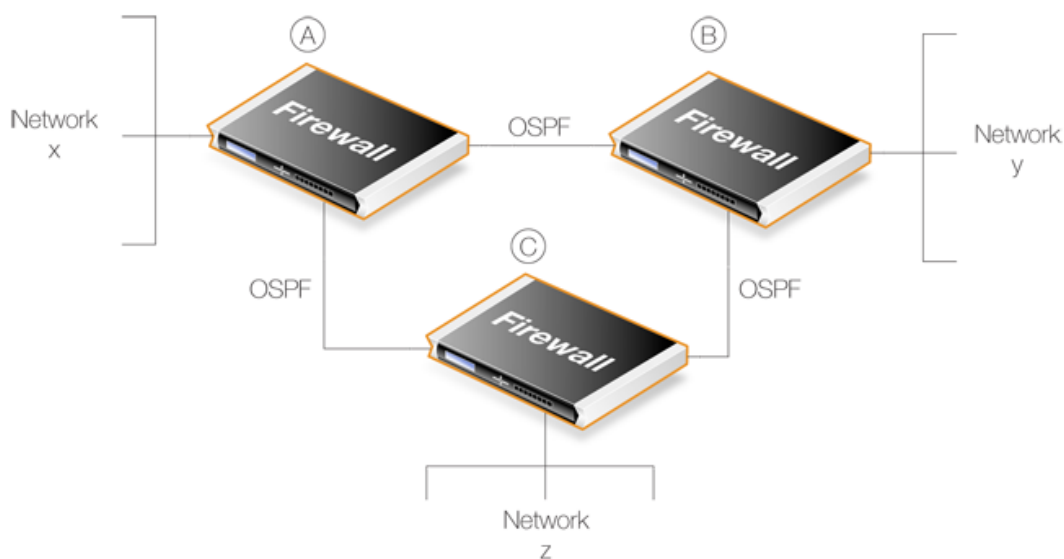 A
B
Network
x
Firewall
OSPF
Firewall
Network
y
C
OSPF
OSPF
Firewall
Network
z